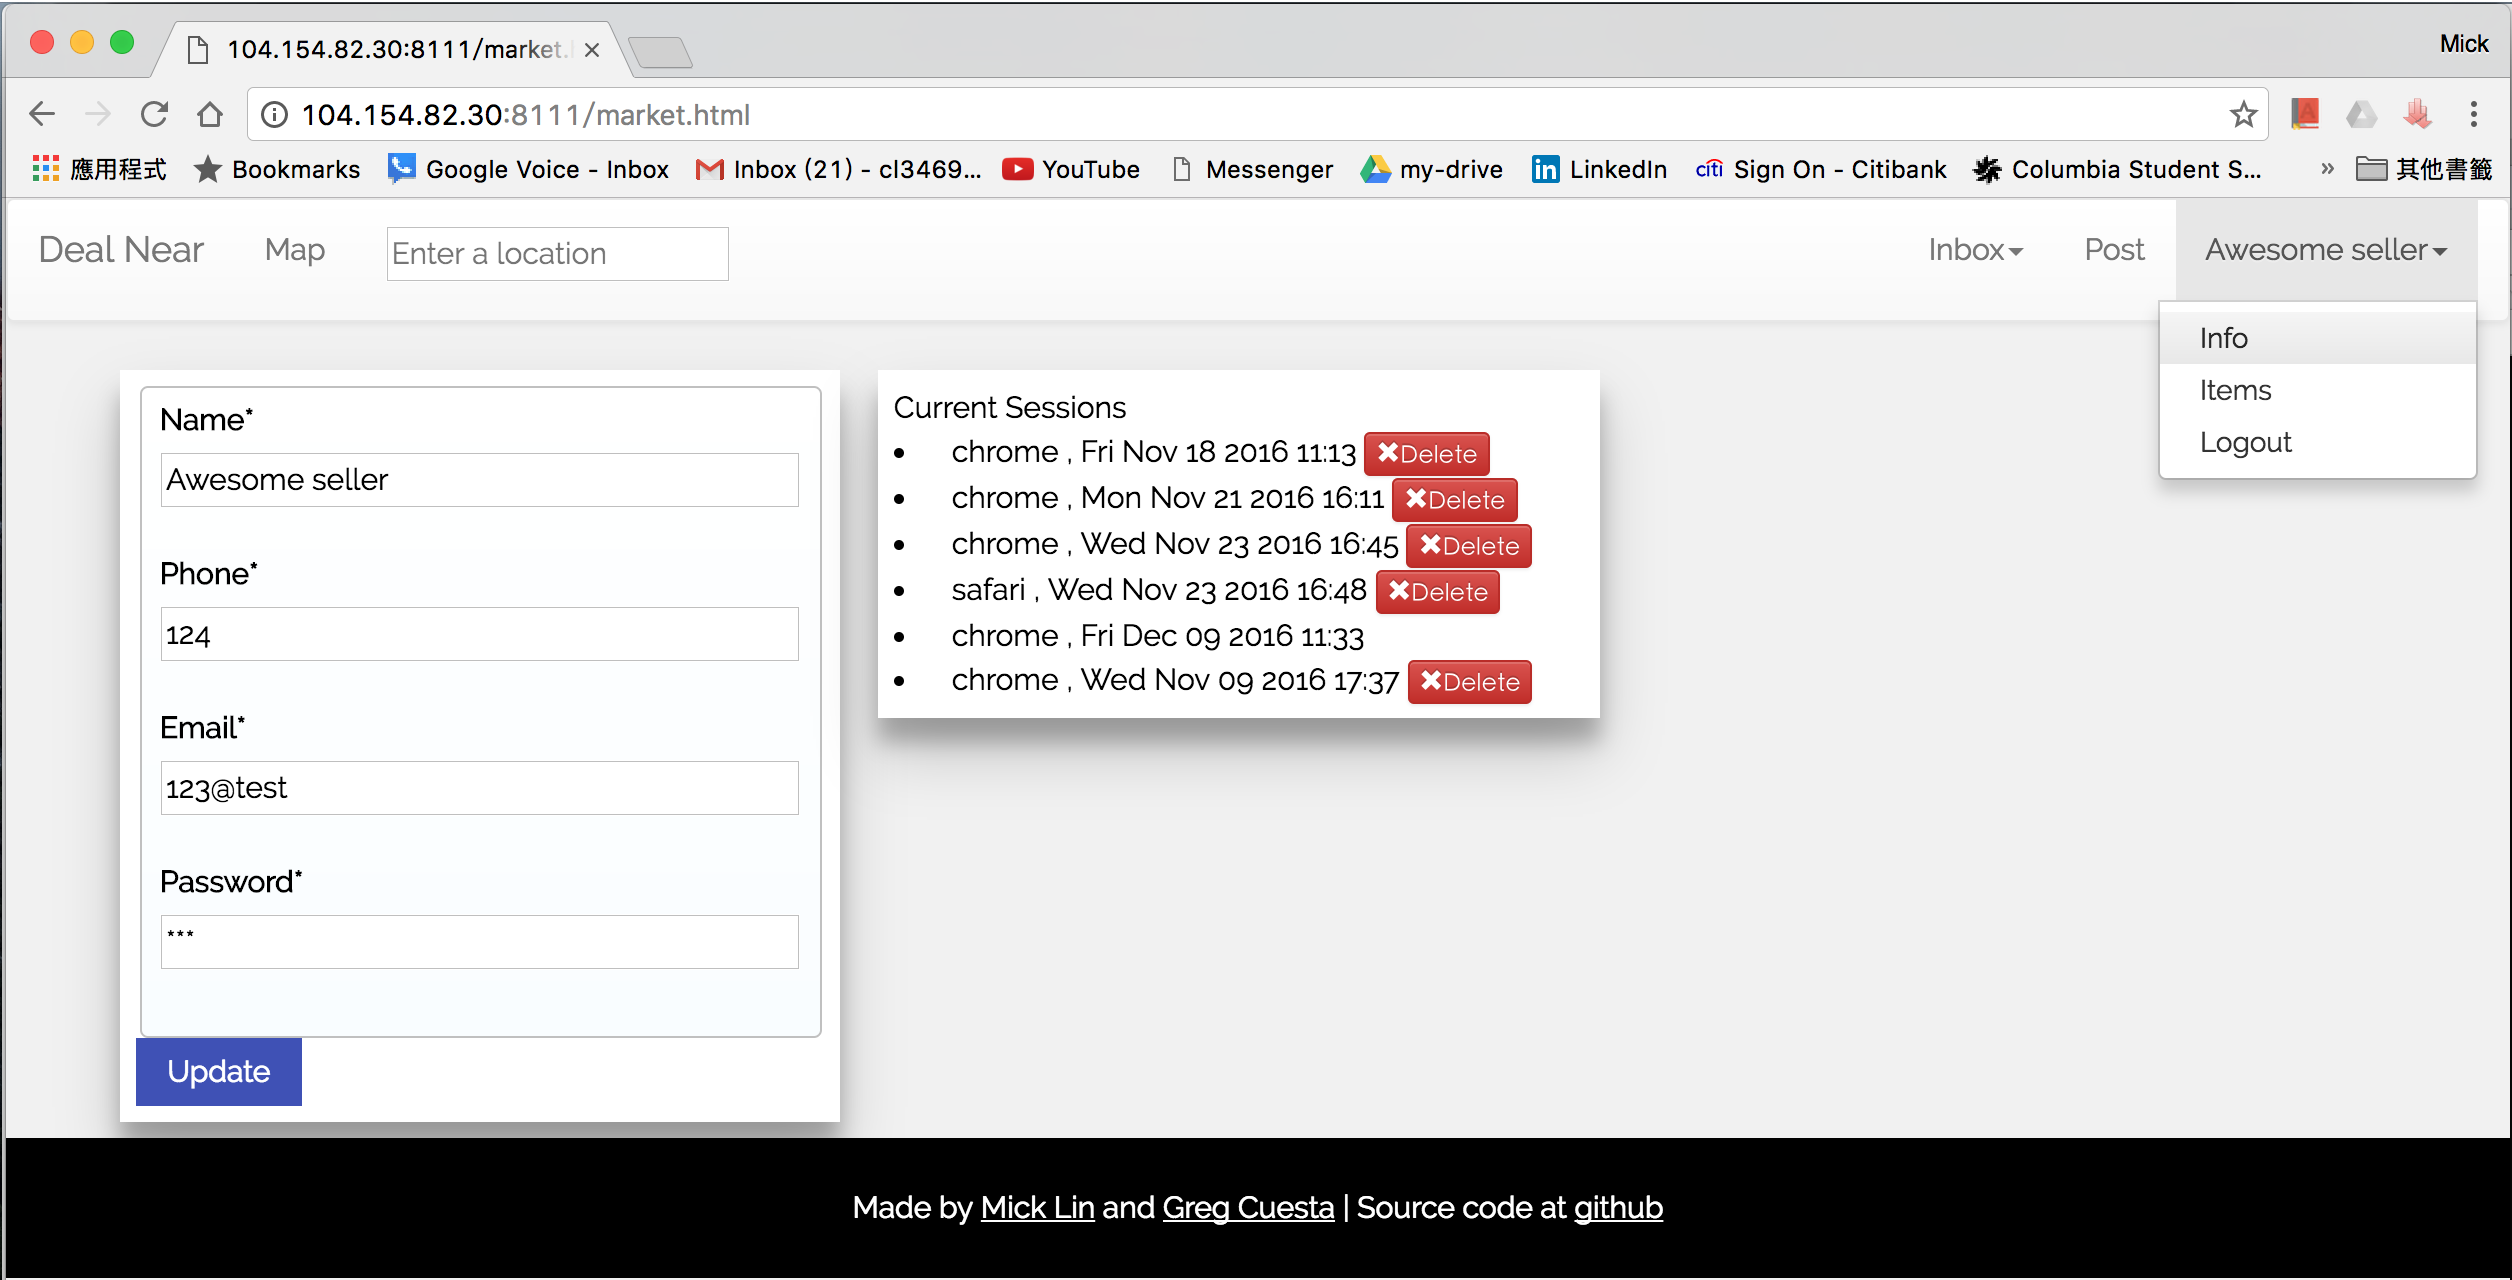 104.154.82.30:8111/market.
Mick
104.154.82.30:8111/market.html
應用程式 Bookmarks Google Voice - Inbox Inbox (21) - cl3469... YouTube Messenger my-drive LinkedIn citi Sign On - Citibank Columbia Student S... » 其他書籤
Deal Near Map Enter a location Inbox Post Awesome seller
Info
Items
Logout
Name*
Awesome seller
Phone*
124
Email*
123@test
Password*
***
Update
Current Sessions
• chrome , Fri Nov 18 2016 11:13 Delete
• chrome , Mon Nov 21 2016 16:11 Delete
• chrome , Wed Nov 23 2016 16:45 Delete
• safari , Wed Nov 23 2016 16:48 Delete
• chrome , Fri Dec 09 2016 11:33
• chrome , Wed Nov 09 2016 17:37 Delete
Made by Mick Lin and Greg Cuesta | Source code at github